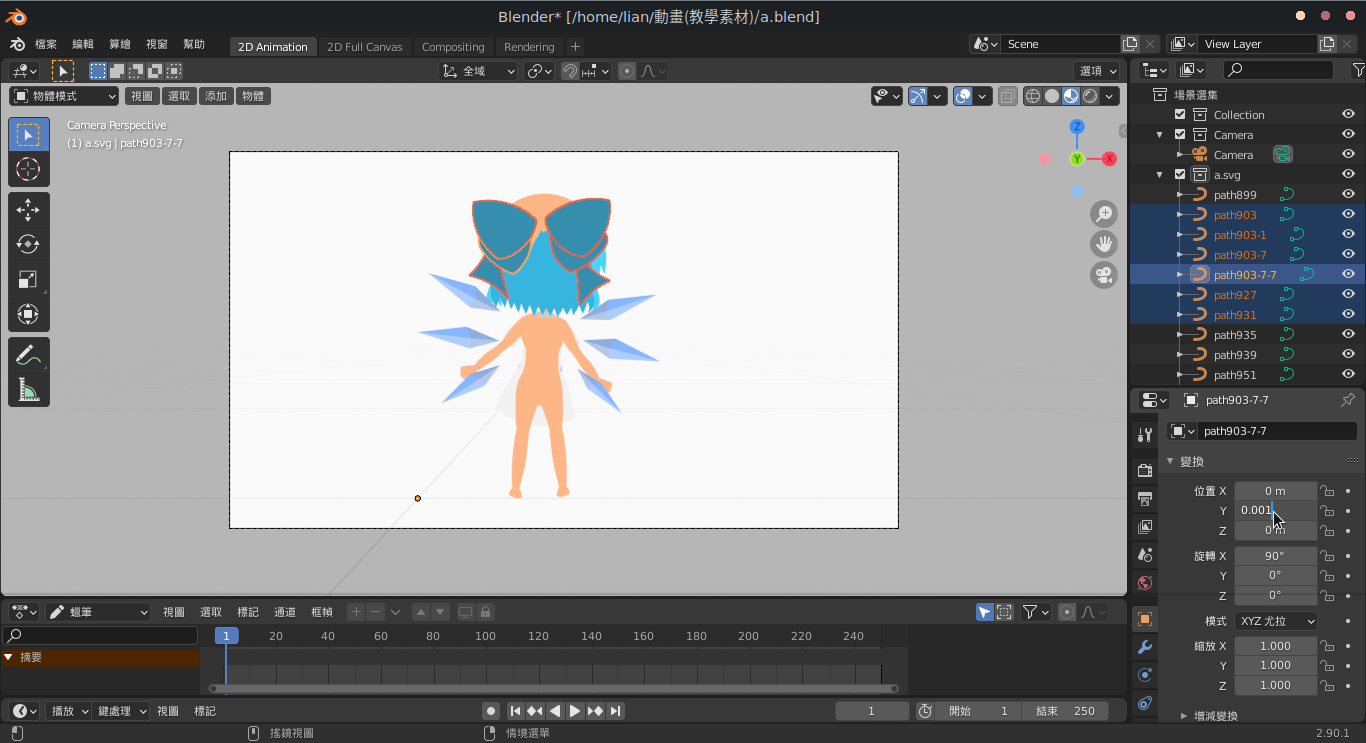 Blender* [/home/lian/動畫(教學素材)/a.blend]
檔案 編輯 算繪 視窗 幫助 2D Animation 2D Full Canvas Compositing Rendering + Scene View Layer
全域 選項
物體模式 視圖 選取 添加 物體
Camera Perspective
(1) a.svg | path903-7-7
Z
Y
X
場景選集
Collection
Camera
Camera
a.svg
path899
path903
path903-1
path903-7
path903-7-7
path927
path931
path935
path939
path951
path903-7-7
path903-7-7
變換
位置 X 0 m
Y 0.001
Z 0 m
旋轉 X 90°
Y 0°
Z 0°
模式 XYZ 尤拉
縮放 X 1.000
Y 1.000
Z 1.000
增減變換
蠟筆 視圖 選取 標記 通道 框幀
1 20 40 60 80 100 120 140 160 180 200 220 240
摘要
播放 鍵處理 視圖 標記 1 開始 1 結束 250
搖鏡視圖 情境選單 2.90.1